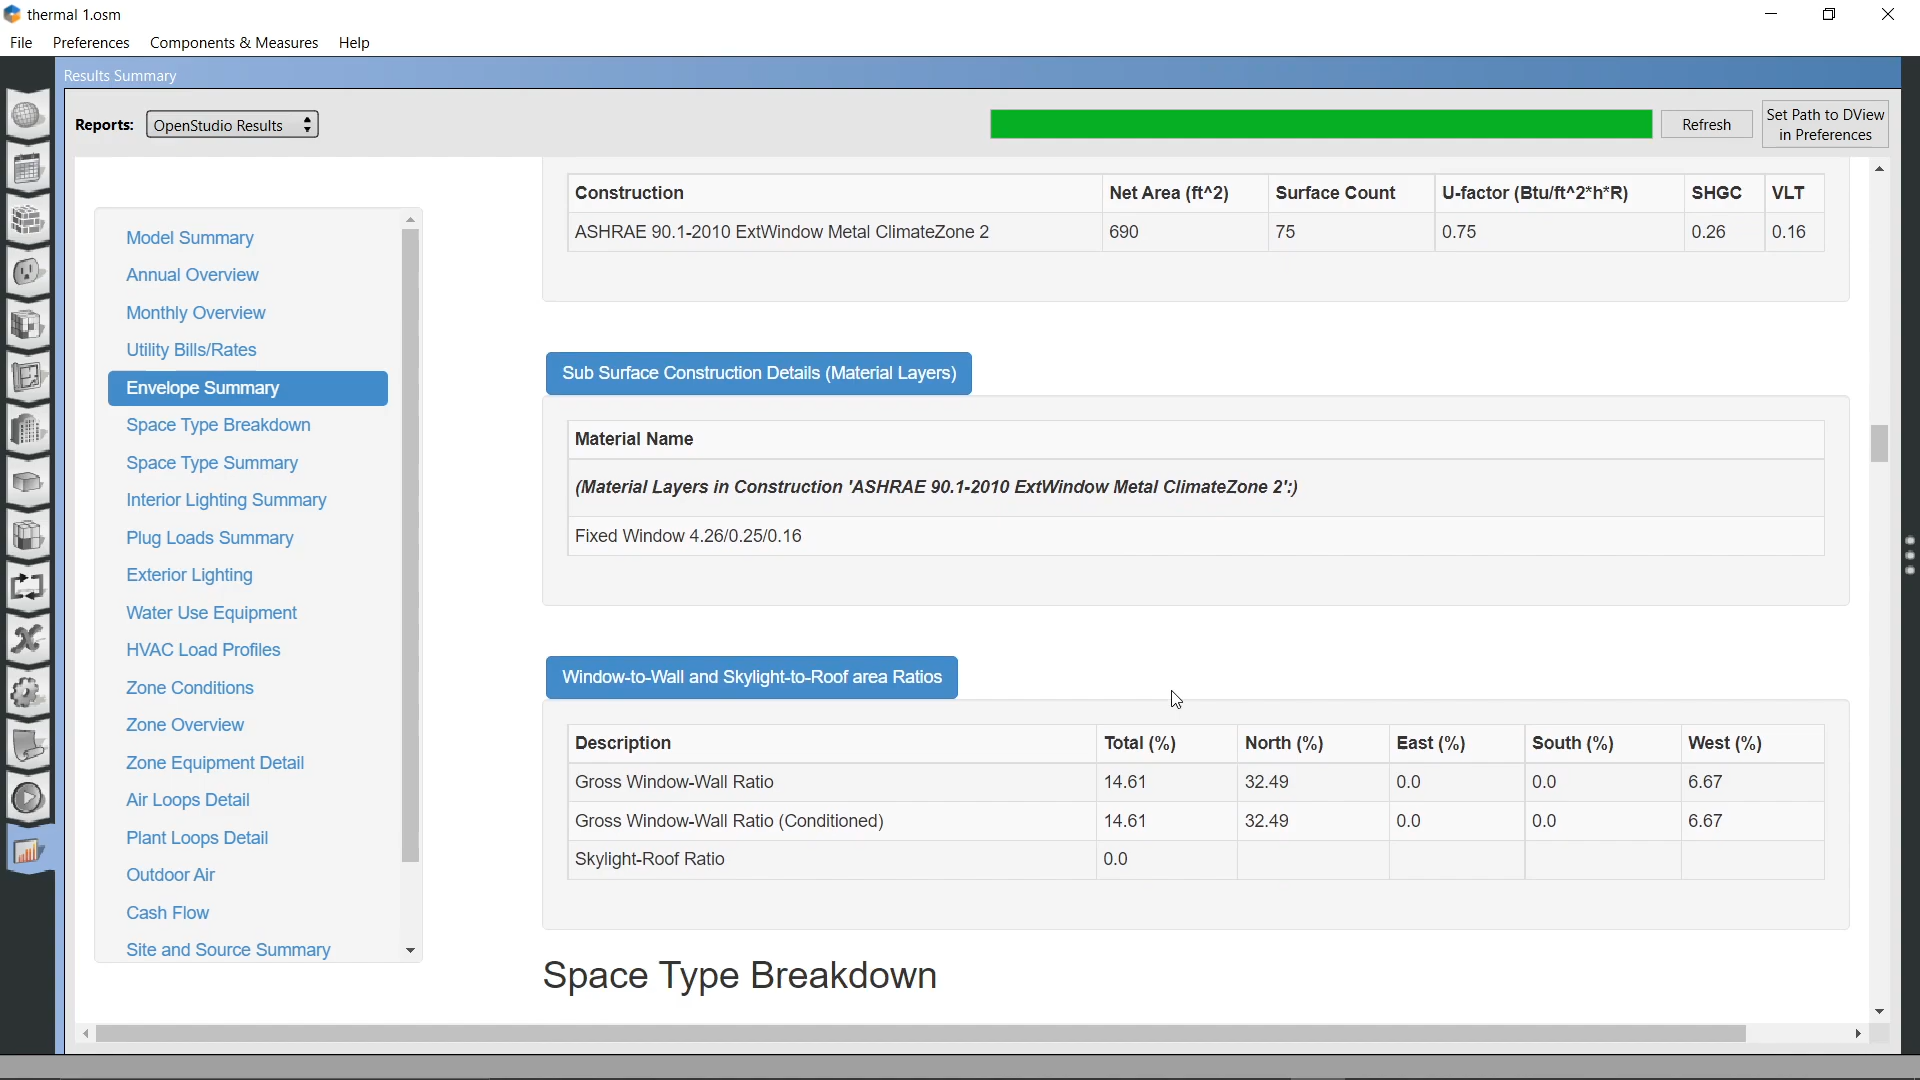 thermal 1.osm
File Preferences Components & Measures Help
Results Summary
Reports: OpenStudio Results Refresh Set Path to DView
in Preferences
Model Summary
Annual Overview
Monthly Overview
Utility Bills/Rates
Envelope Summary
Space Type Breakdown
Space Type Summary
Interior Lighting Summary
Plug Loads Summary
Exterior Lighting
Water Use Equipment
HVAC Load Profiles
Zone Conditions
Zone Overview
Zone Equipment Detail
Air Loops Detail
Plant Loops Detail
Outdoor Air
Cash Flow
Site and Source Summary
Construction Net Area (ft^2) Surface Count U-factor (Btu/ft^2*h*R) SHGC VLT
ASHRAE 90.1-2010 ExtWindow Metal ClimateZone 2 690 75 0.75 0.26 0.16
Sub Surface Construction Details (Material Layers)
Material Name
(Material Layers in Construction 'ASHRAE 90.1-2010 ExtWindow Metal ClimateZone 2':)
Fixed Window 4.26/0.25/0.16
Window-to-Wall and Skylight-to-Roof area Ratios
Description Total (%) North (%) East (%) South (%) West (%)
Gross Window-Wall Ratio 14.61 32.49 0.0 0.0 6.67
Gross Window-Wall Ratio (Conditioned) 14.61 32.49 0.0 0.0 6.67
Skylight-Roof Ratio 0.0
Space Type Breakdown